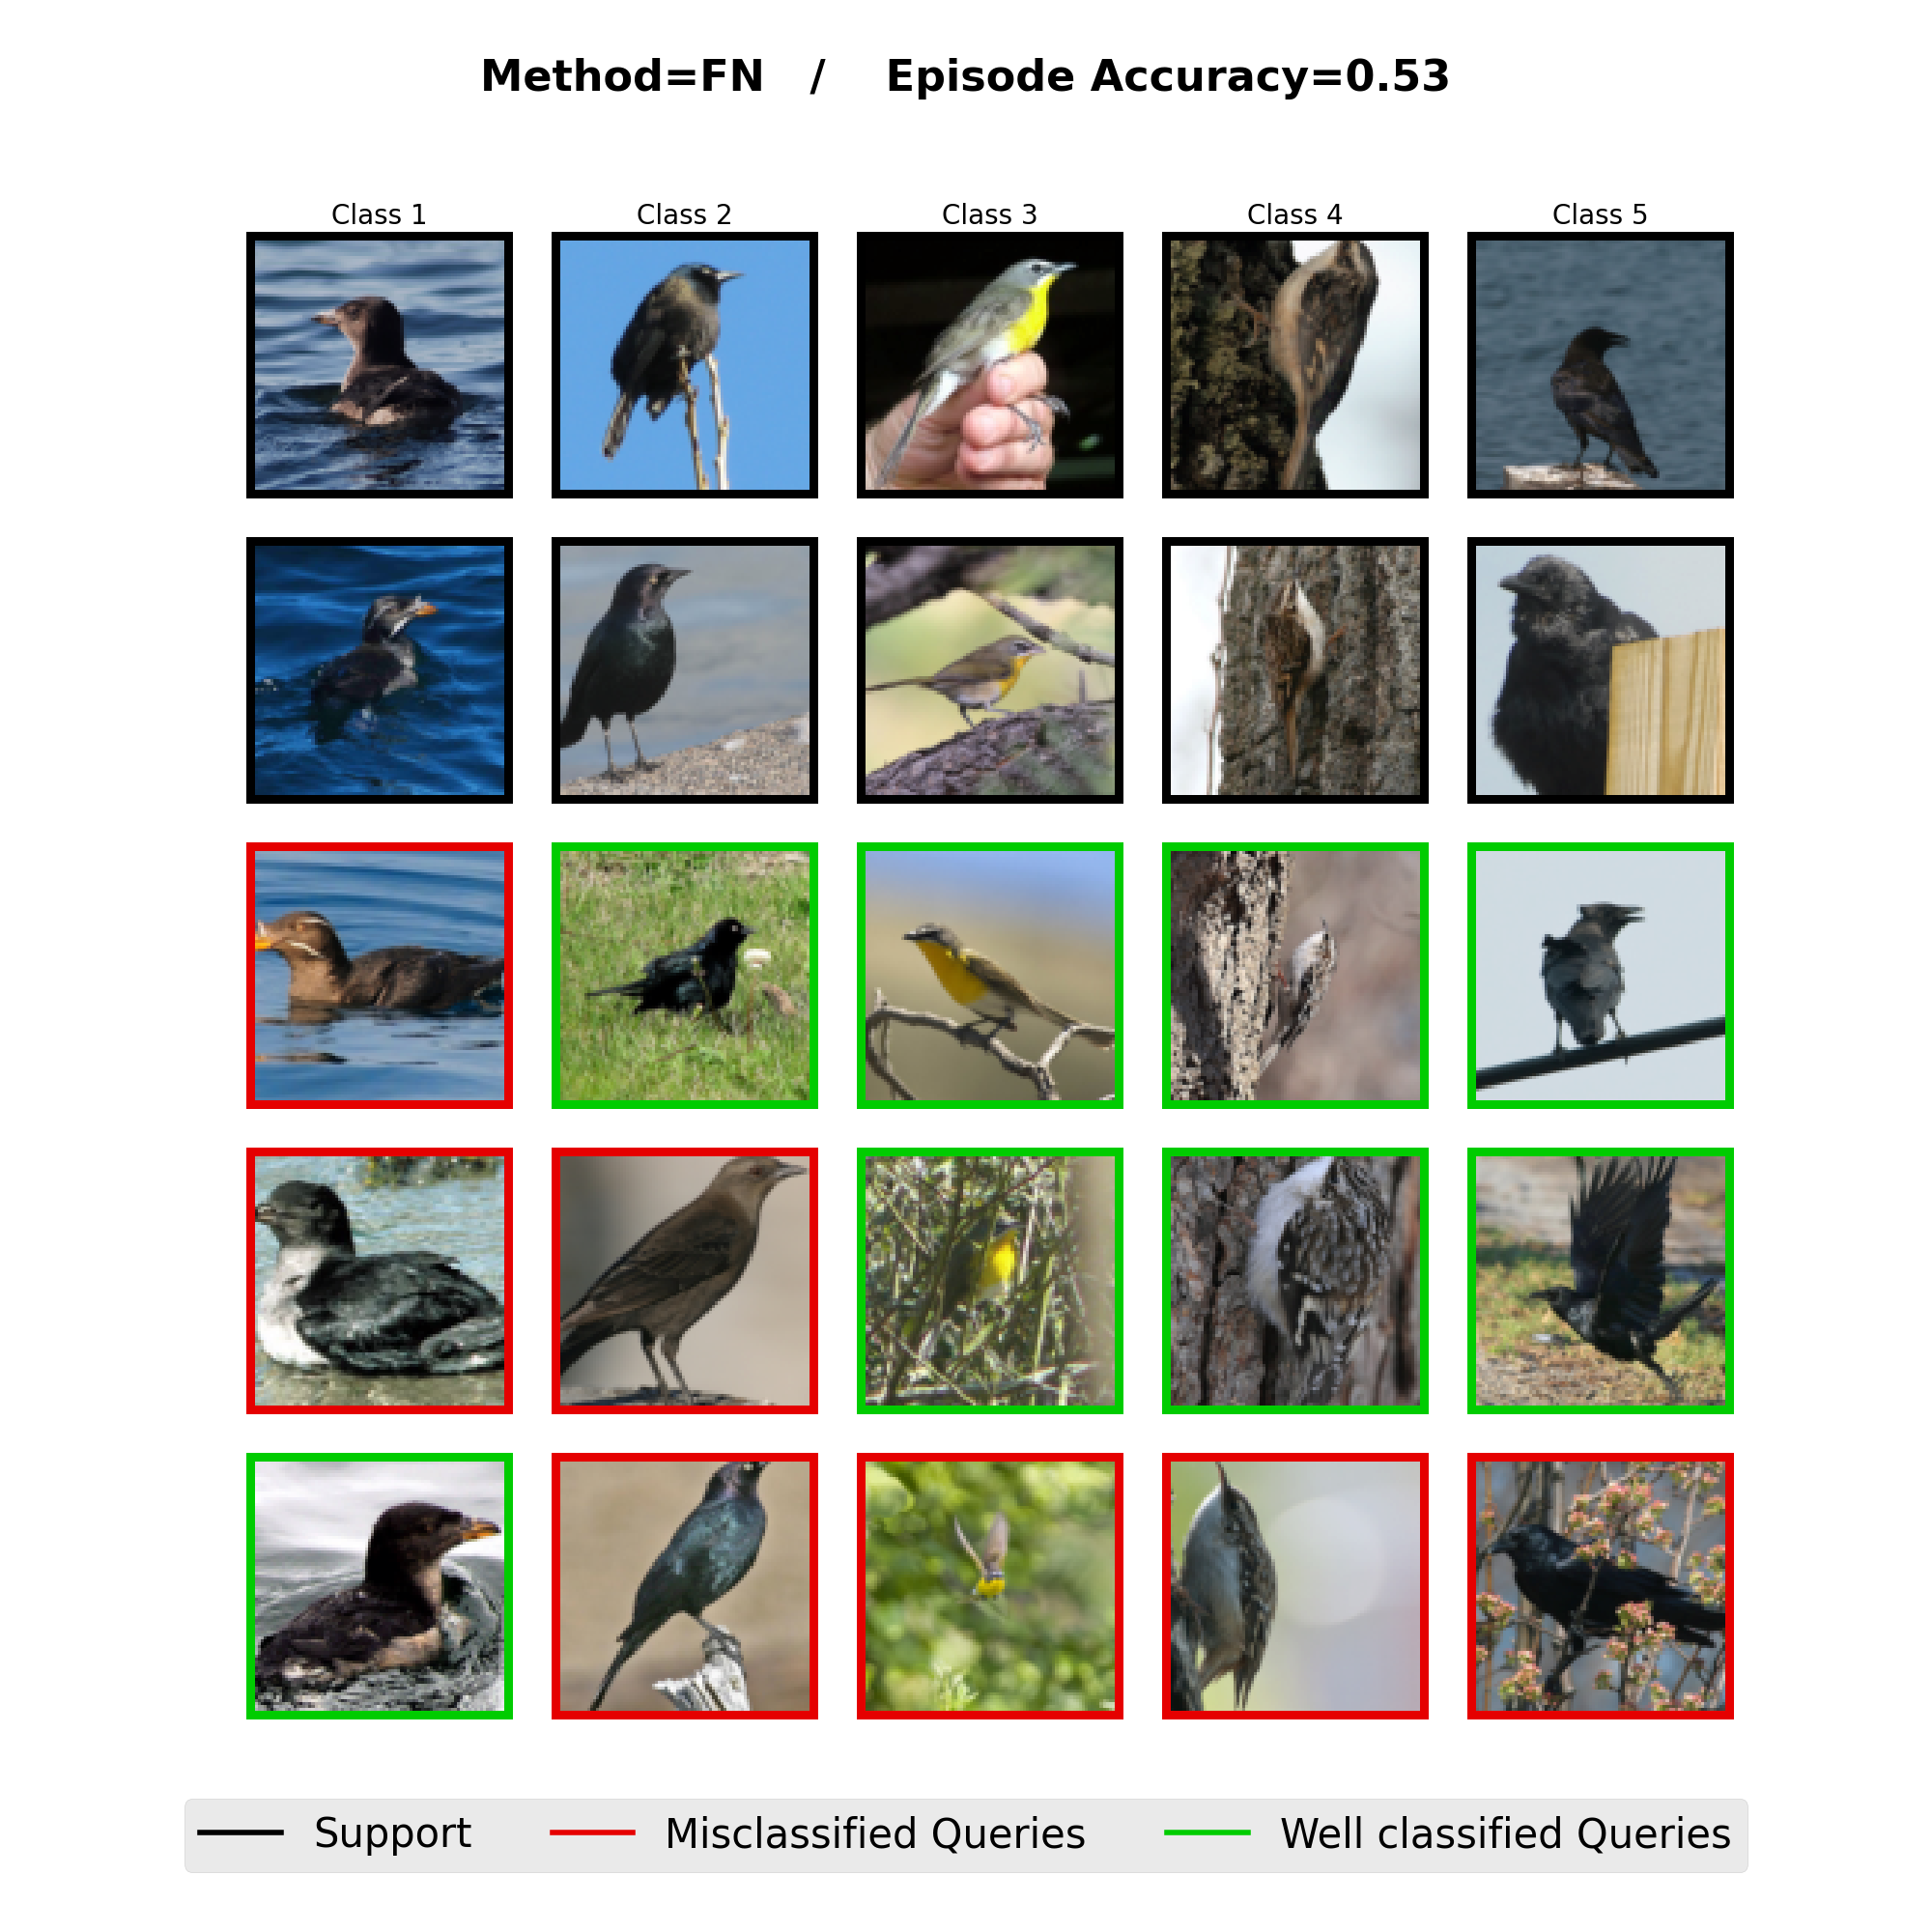 Method=FN / Episode Accuracy=0.53
Class 1 Class 2 Class 3 Class 4 Class 5
Support Misclassified Queries Well classified Queries